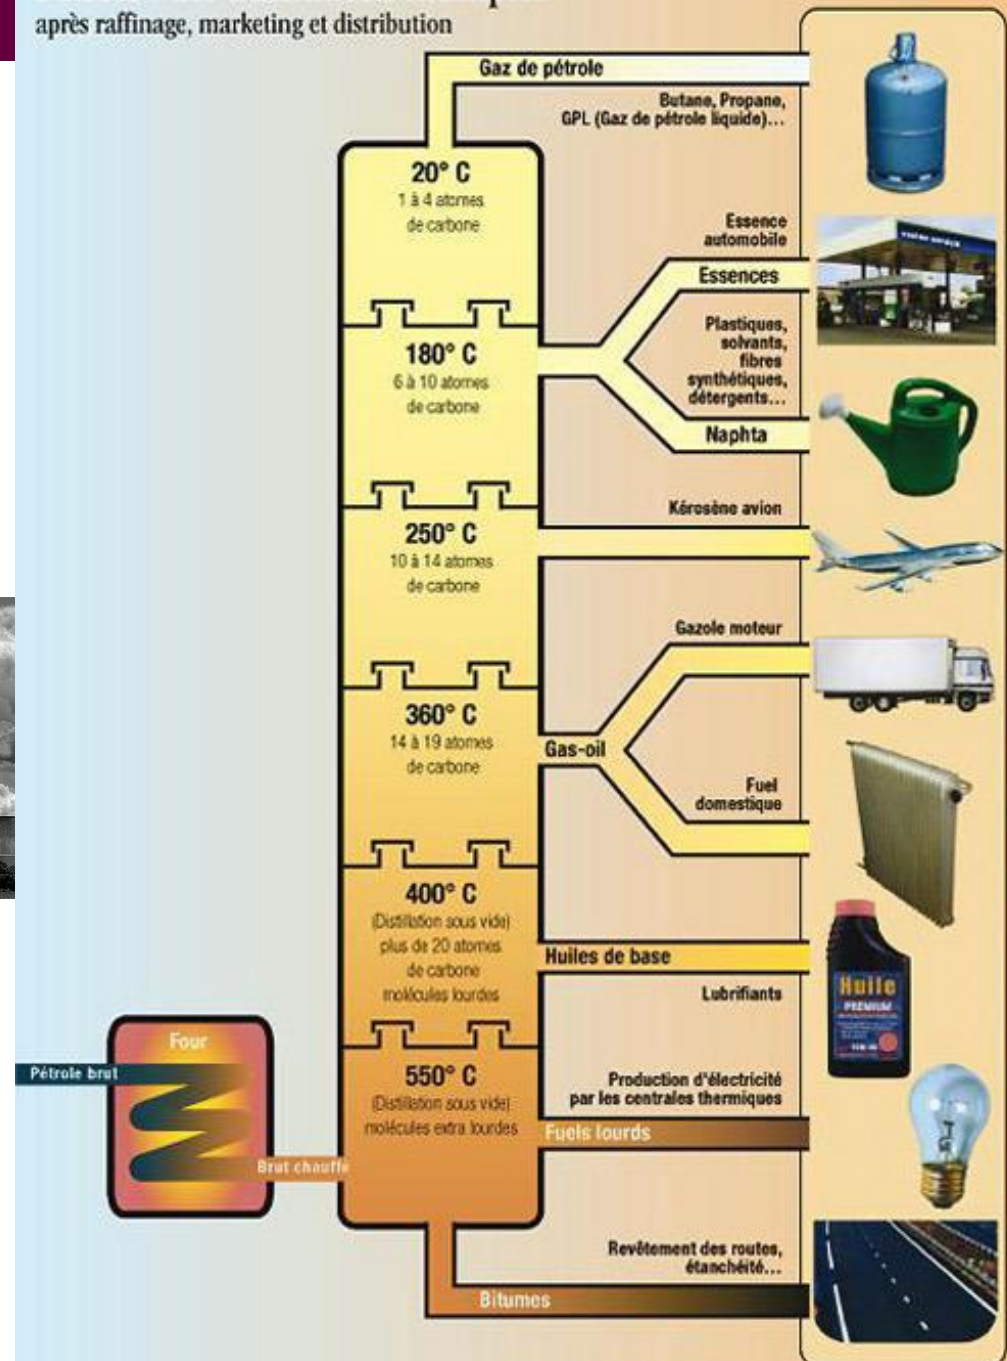 après raffinage, marketing et distribution
Gaz de pétrole
Butane, Propane,
GPL (Gaz de pétrole liquide)...
20° C
1 à 4 atomes
de carbone
Essence
automobile
Essences
Plastiques,
solvants,
fibres
synthétiques,
détergents...
180° C
6 à 10 atomes
de carbone
Naphta
Kérosène avion
250° C
10 à 14 atomes
de carbone
Gazole moteur
360° C
14 à 19 atomes
de carbone
Gas-oil
Fuel
domestique
400° C
(Distillation sous vide)
plus de 20 atomes
de carbone
molécules lourdes
Huiles de base
Lubrifiants
Huile
PREMIUM
Four
Pétrole brut
Brut chauffé
550° C
(Distillation sous vide)
molécules extra lourdes
Production d'électricité
par les centrales thermiques
Fuels lourds
Revêtement des routes,
étanchéité...
Bitumes